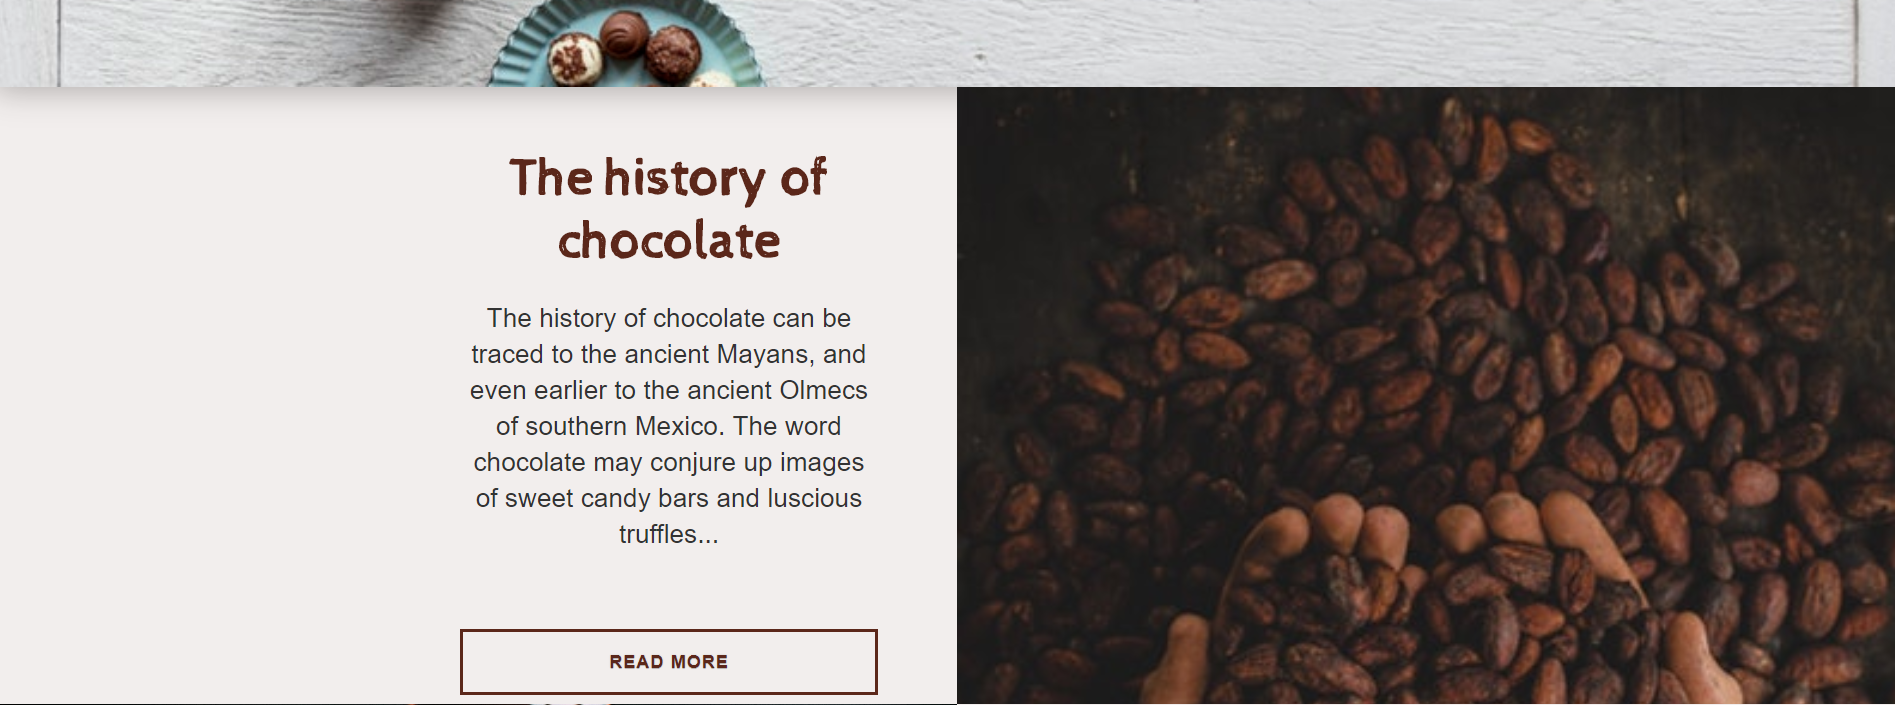 The history of
chocolate
The history of chocolate can be
traced to the ancient Mayans, and
even earlier to the ancient Olmecs
of southern Mexico. The word
chocolate may conjure up images
of sweet candy bars and luscious
truffles...
READ MORE